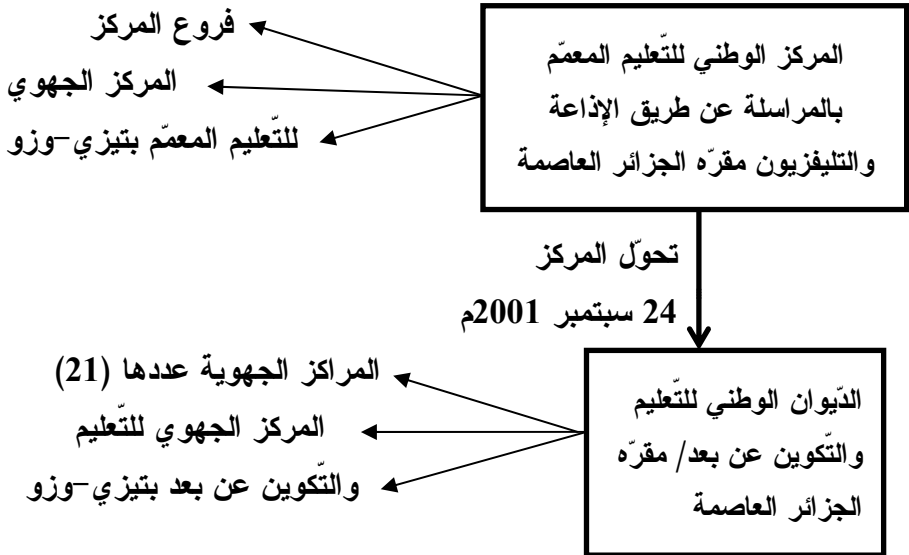 المركز الوطني للتّعليم المعمّم
بالمراسلة عن طريق الإذاعة
والتليفزيون مقرّه الجزائر العاصمة
فروع المركز
المركز الجهوي
للتّعليم المعمّم بتيزي-وزو
تحوّل المركز
24 سبتمبر 2001م
الدّيوان الوطني للتّعليم
والتّكوين عن بعد/ مقرّه
الجزائر العاصمة
المراكز الجهوية عددها (21)
المركز الجهوي للتّعليم
والتّكوين عن بعد بتيزي-وزو